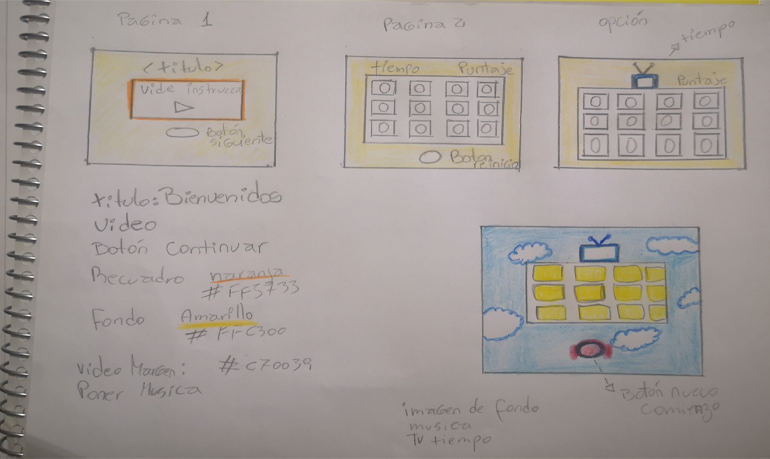 Pagina 1
<titulo>
Vide instrucc
Botón
siguiente
Pagina 2
tiempo Puntaje
Boton
reinicia
opción
tiempo
Puntaje
titulo: Bienvenidos
Video
Botón Continuar
Recuadro naranja
# FF5733
Fondo Amarillo
# FFC300
Video Margen: # C70039
Poner Musica
Botón nuevo
comienzo
imagen de fondo
musica
TV tiempo